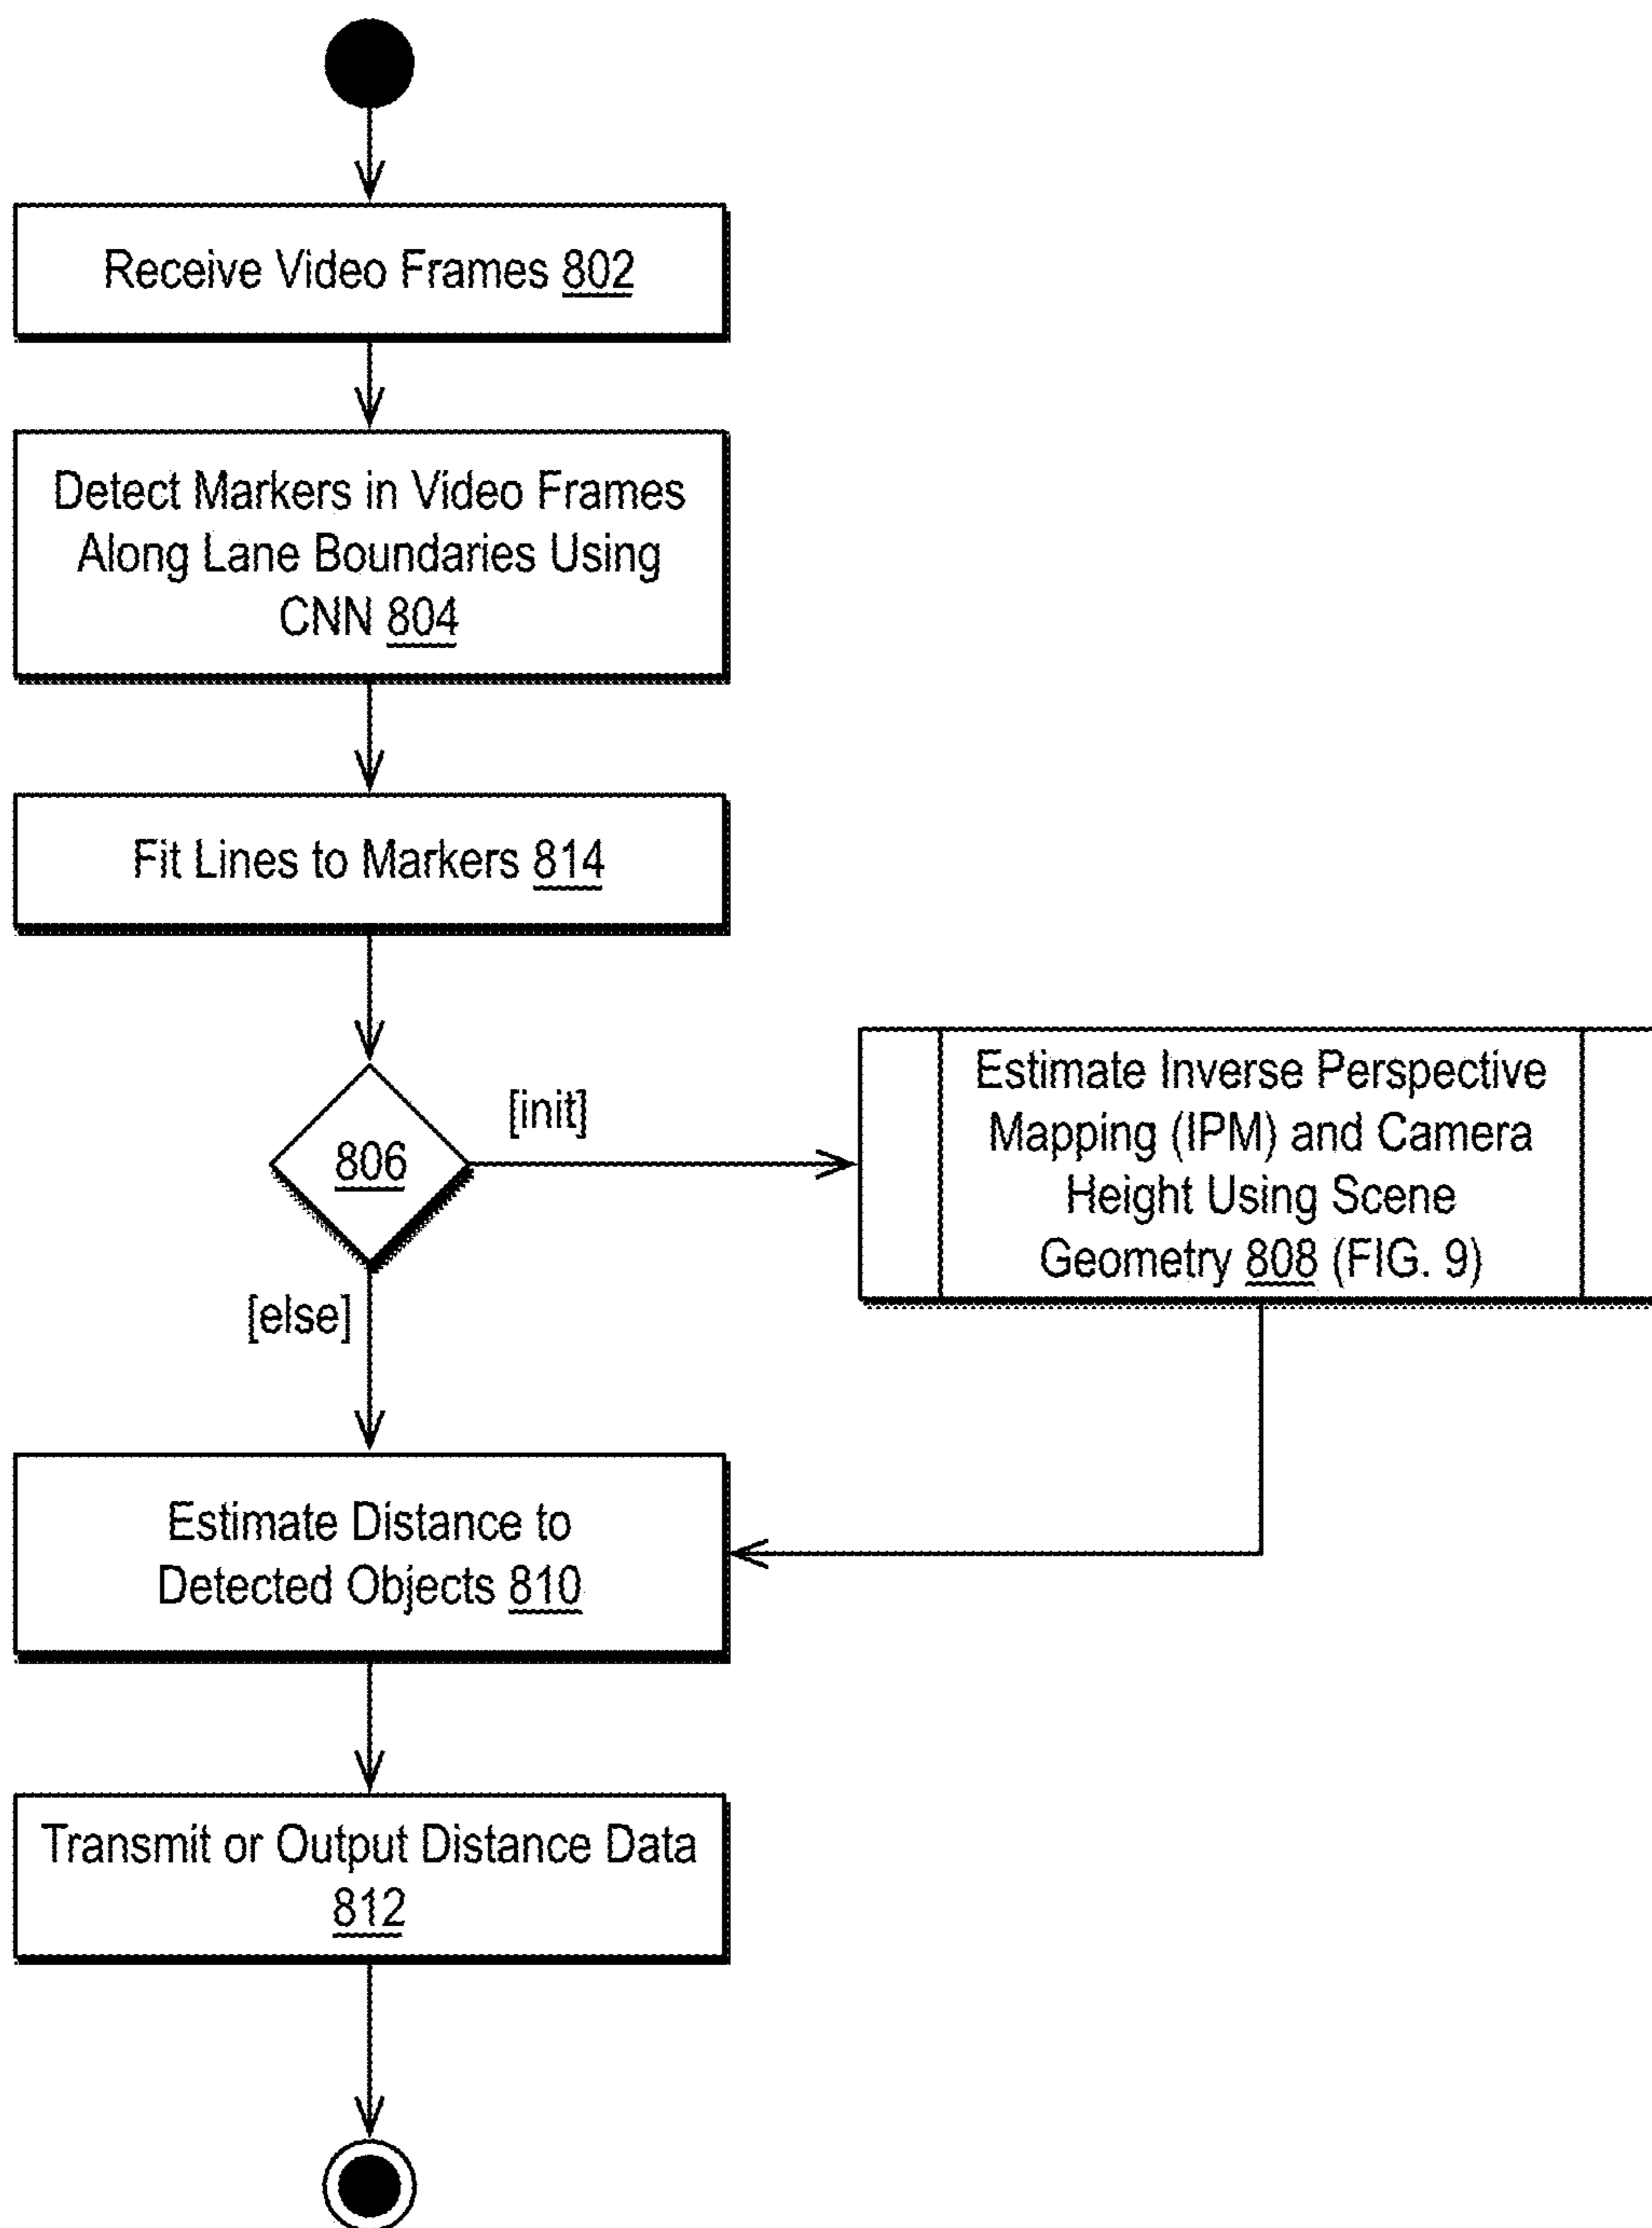 Receive Video Frames 802
Detect Markers in Video Frames
Along Lane Boundaries Using
CNN 804
Fit Lines to Markers 814
806
[init]
Estimate Inverse Perspective
Mapping (IPM) and Camera
Height Using Scene
Geometry 808 (FIG. 9)
[else]
Estimate Distance to
Detected Objects 810
Transmit or Output Distance Data
812